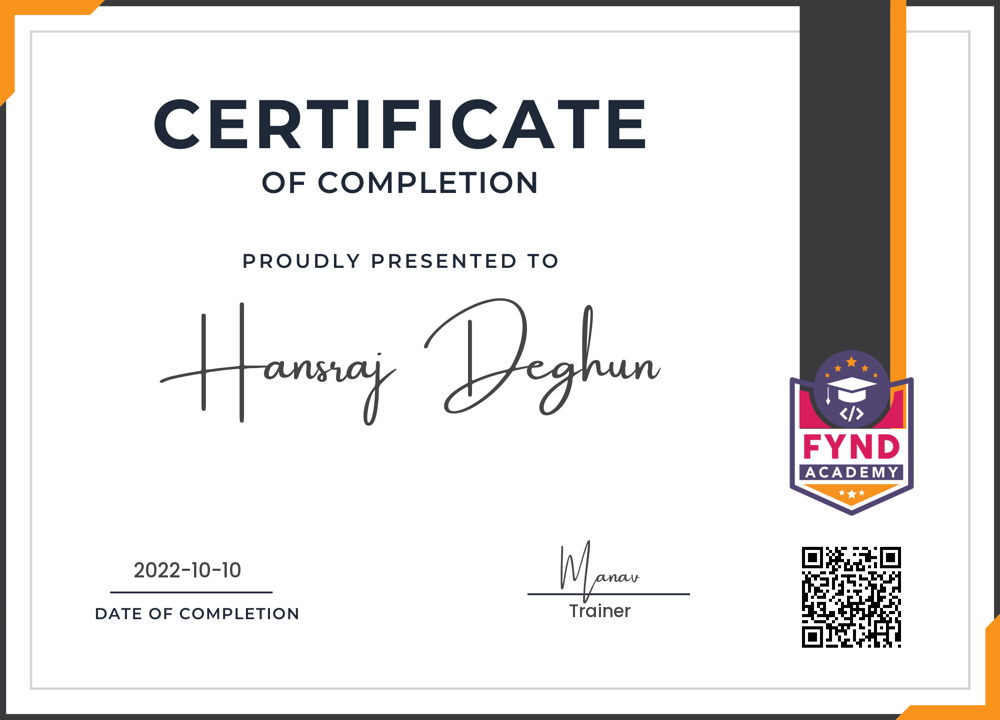 CERTIFICATE
OF COMPLETION
PROUDLY PRESENTED TO
Hansraj Deghun
</>
FYND
ACADEMY
2022-10-10
DATE OF COMPLETION
Manav
Trainer